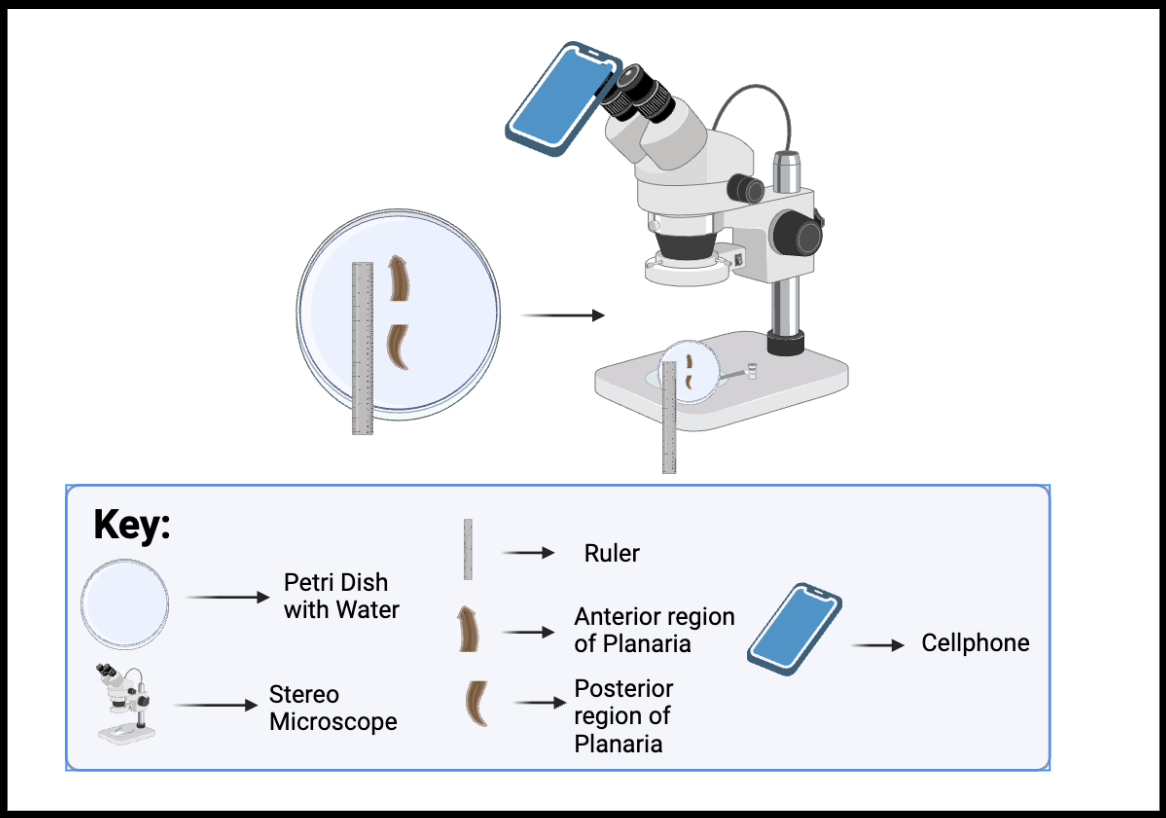 Key:
Petri Dish
with Water
Stereo
Microscope
Ruler
Anterior region
of Planaria
Posterior
region of
Planaria
Cellphone